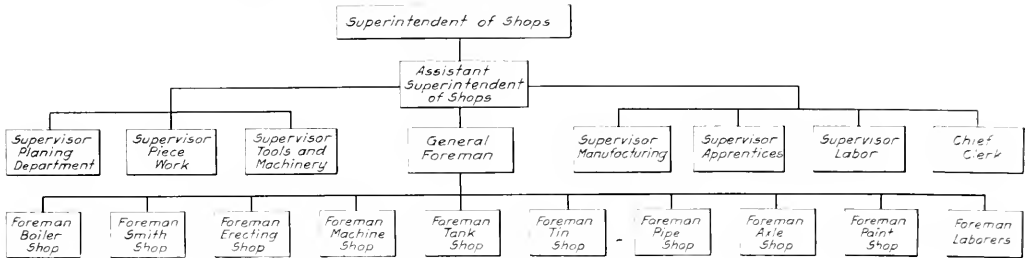 Superintendent of Shops
Assistant
Superintendent
of Shops
Supervisor
Planing
Department
Supervisor
Piece
Work
Supervisor
Tools and
Machinery
General
Foreman
Supervisor
Manufacturing
Supervisor
Apprentices
Supervisor
Labor
Chief
Clerk
Foreman
Boiler
Shop
Foreman
Smith
Shop
Foreman
Erecting
Shop
Foreman
Machine
Shop
Foreman
Tank
Shop
Foreman
Tin
Shop
Foreman
Pipe
Shop
Foreman
Axle
Shop
Foreman
Paint
Shop
Foreman
Laborers